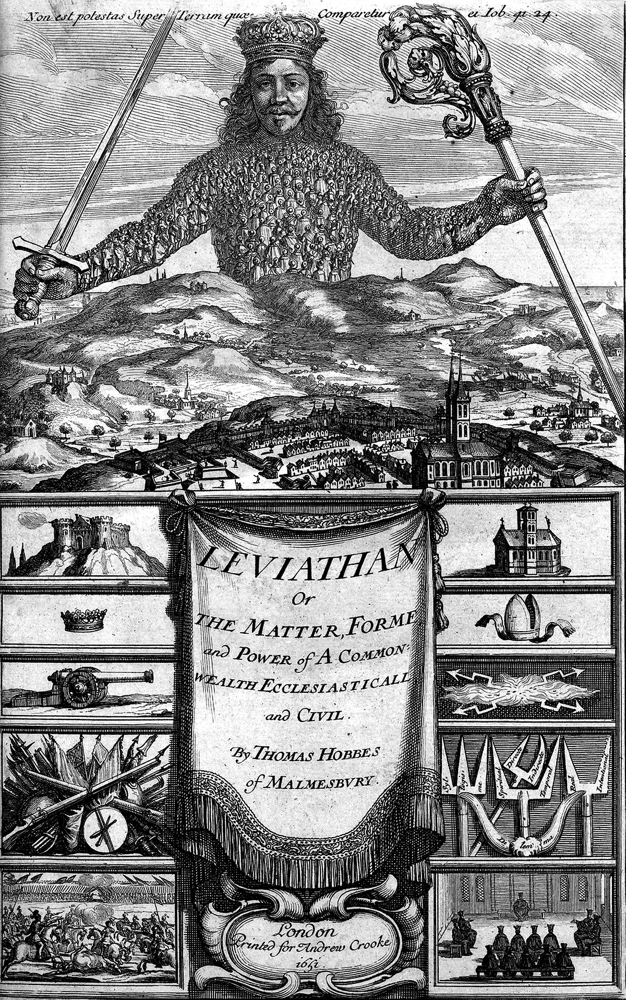 Non est potestas Super Terram quæ Comparetur ei Iob. 41. 24.
LEVIATHAN
Or
THE MATTER, FORME
and POWER of A COMMON-
WEALTH ECCLESIASTICALL
and CIVIL.
By THOMAS HOBBES
of MALMESBVRY.
Syl
logis
me
Spiritual
Directe
Indirecte
Temporal
Real
Intentional
Di
lem
ma
London
Printed for Andrew Crooke
1651.